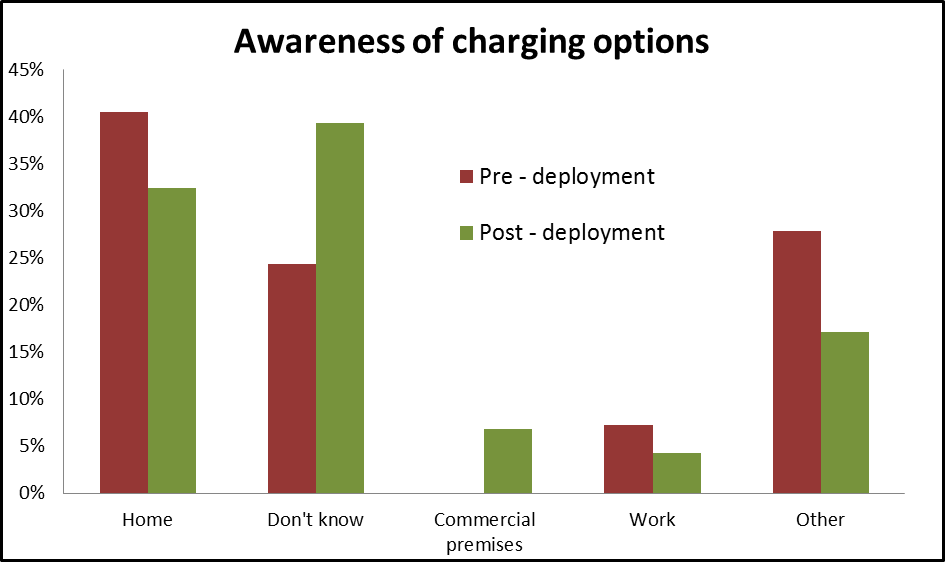 Awareness of charging options
45%
40%
35%
30%
25%
20%
15%
10%
5%
0%
Pre - deployment
Post - deployment
Home
Don't know
Commercial
premises
Work
Other